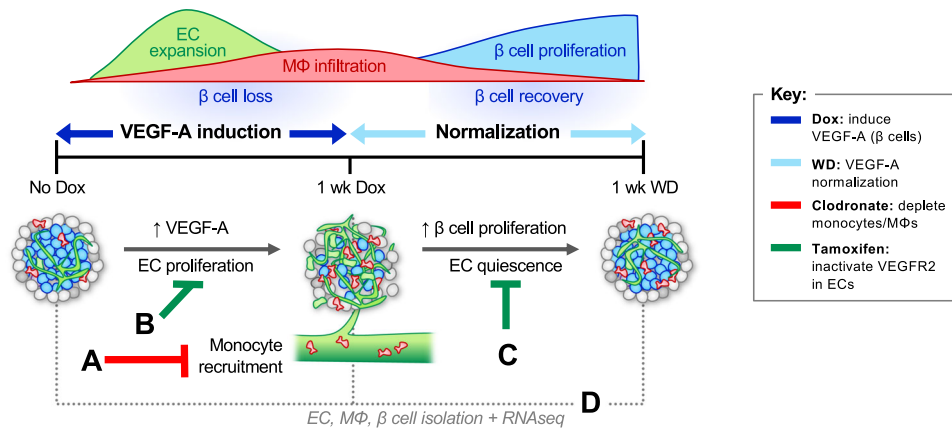 EC
expansion
MΦ infiltration
β cell proliferation
β cell loss
β cell recovery
VEGF-A induction
Normalization
No Dox
1 wk Dox
1 wk WD
↑ VEGF-A
EC proliferation
↑ β cell proliferation
EC quiescence
B
A
Monocyte
recruitment
C
D
EC, MΦ, β cell isolation + RNAseq
Key:
Dox: induce
VEGF-A (β cells)
WD: VEGF-A
normalization
Clodronate: deplete
monocytes/MΦs
Tamoxifen:
inactivate VEGFR2
in ECs